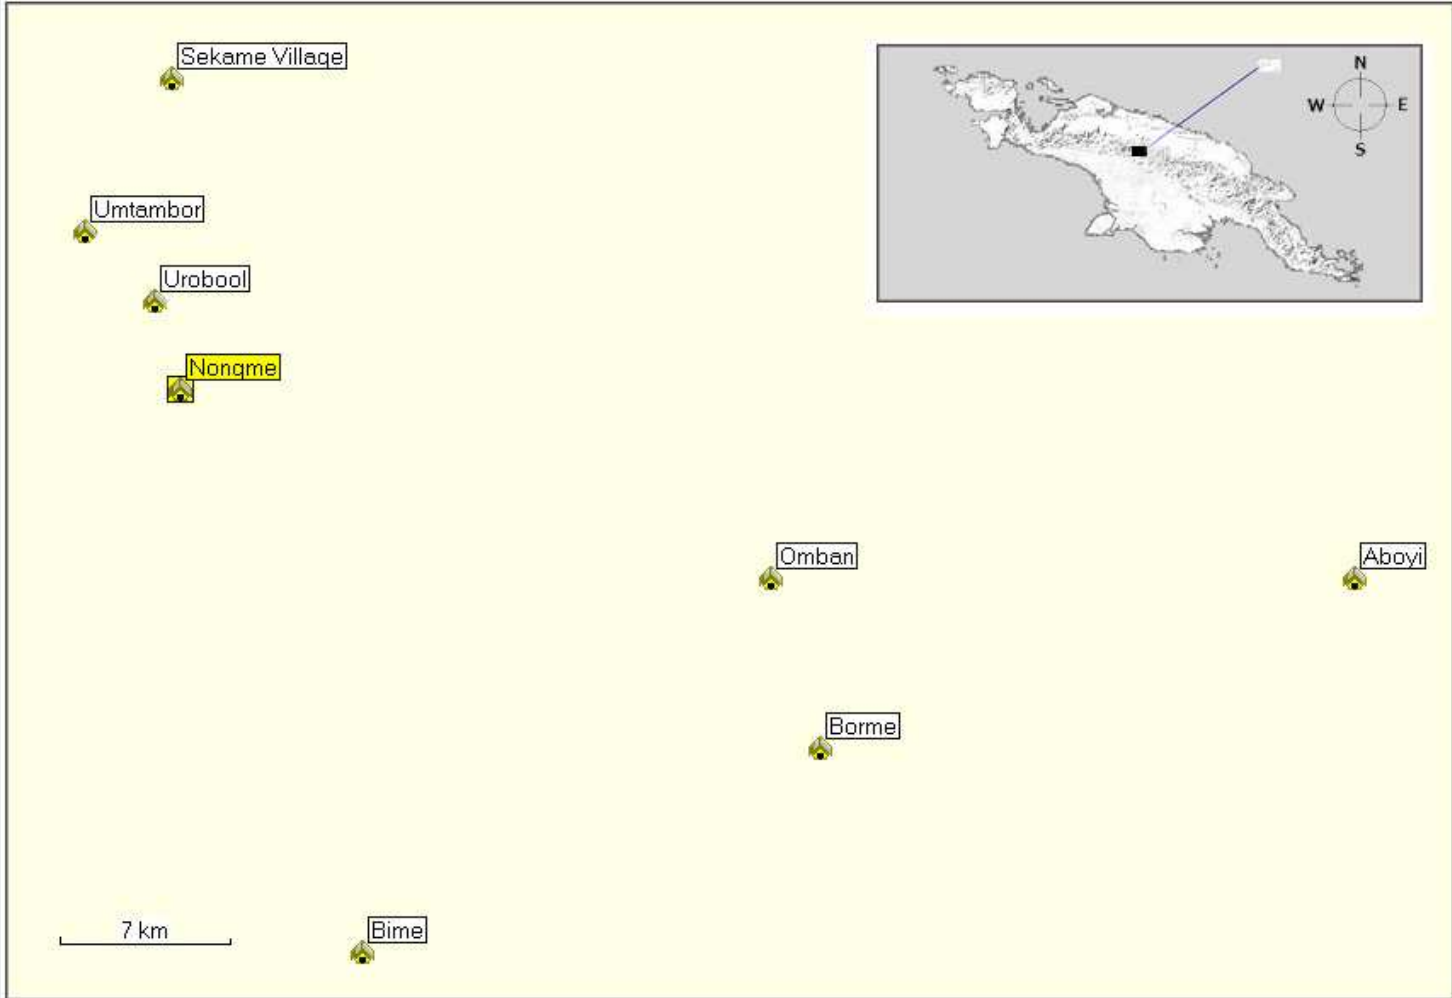 Sekame Village
N
W
E
S
Umtambor
Urobool
Nongme
Omban
Aboyi
Borme
7 km
Bime